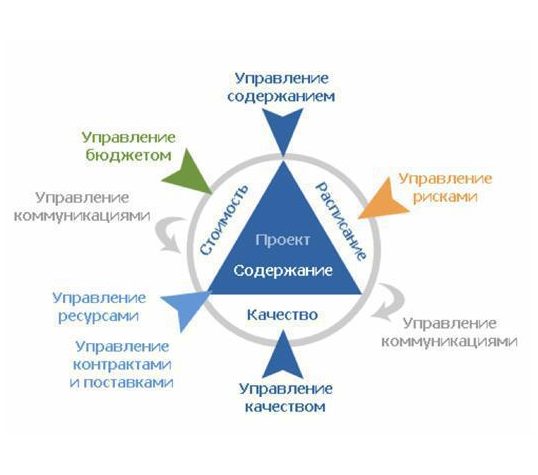 Управление
содержанием
Управление
бюджетом
Управление
рисками
Управление
коммуникациями
Стоимость
расписание
Проект
Содержание
Управление
ресурсами
Качество
Управление
коммуникациями
Управление
контрактами
и поставками
Управление
качеством